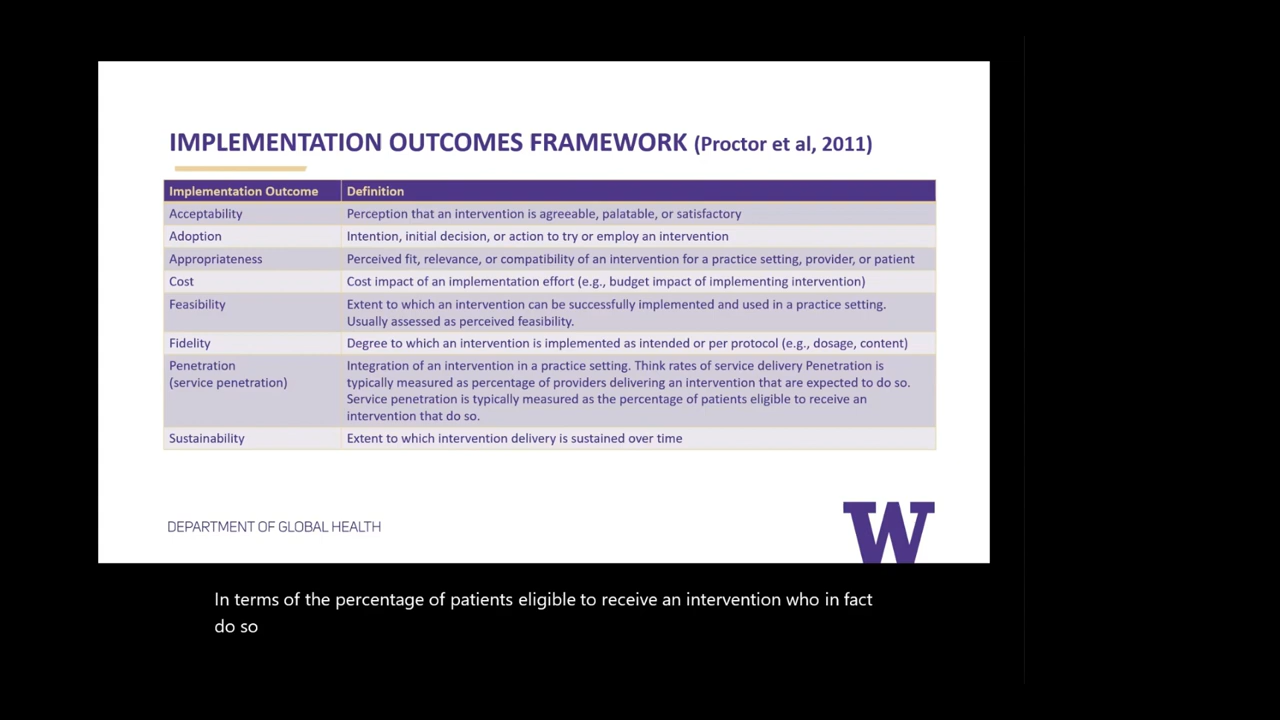 IMPLEMENTATION OUTCOMES FRAMEWORK (Proctor et al, 2011)
Implementation Outcome Definition
Acceptability Perception that an intervention is agreeable, palatable, or satisfactory
Adoption Intention, initial decision, or action to try or employ an intervention
Appropriateness Perceived fit, relevance, or compatibility of an intervention for a practice setting, provider, or patient
Cost Cost impact of an implementation effort (e.g., budget impact of implementing intervention)
Feasibility Extent to which an intervention can be successfully implemented and used in a practice setting.
Usually assessed as perceived feasibility.
Fidelity Degree to which an intervention is implemented as intended or per protocol (e.g., dosage, content)
Penetration Integration of an intervention in a practice setting. Think rates of service delivery Penetration is
(service penetration) typically measured as percentage of providers delivering an intervention that are expected to do so.
Service penetration is typically measured as the percentage of patients eligible to receive an
intervention that do so.
Sustainability Extent to which intervention delivery is sustained over time
DEPARTMENT OF GLOBAL HEALTH
W
In terms of the percentage of patients eligible to receive an intervention who in fact
do so